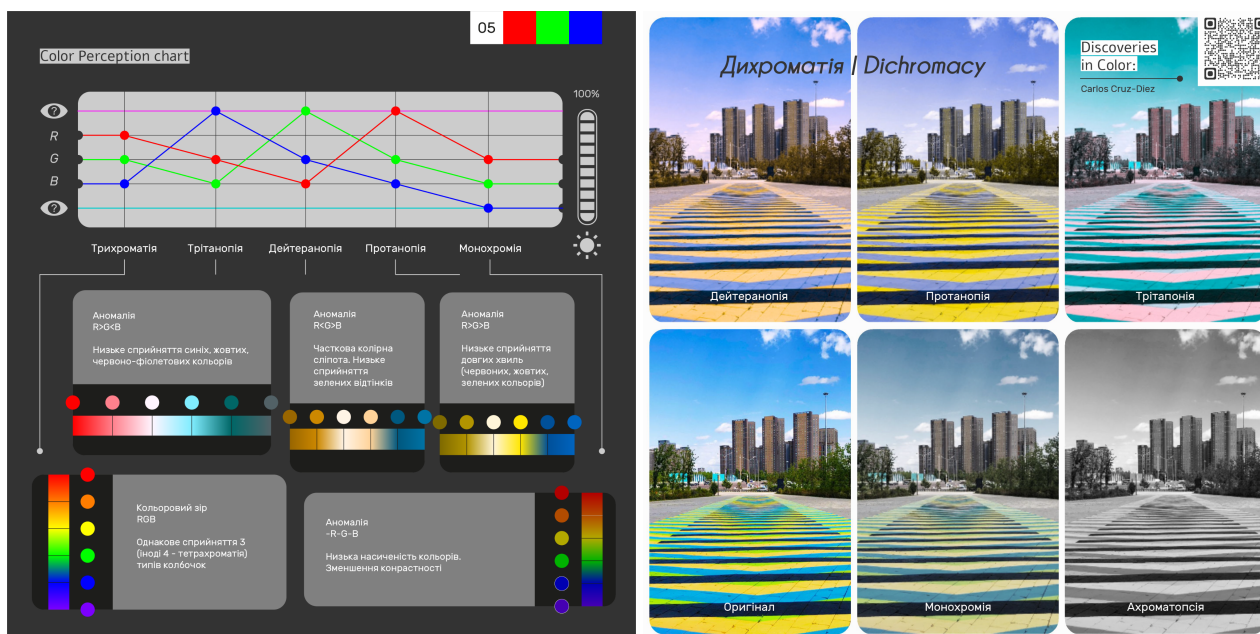 05
Color Perception chart
100%
?
R
G
B
?
Трихроматія
Трітанопія
Дейтеранопія
Протанопія
Монохромія
Аномалія
R>G<B
Низьке сприйняття синіх, жовтих,
червоно-фіолетових кольорів
Аномалія
R<G>B
Часткова колірна
сліпота. Низьке
сприйняття
зелених відтінків
Аномалія
R>G>B
Низьке сприйняття
довгих хвиль
(червоних, жовтих,
зелених кольорів)
Кольоровий зір
RGB
Однакове сприйняття 3
(іноді 4 - тетрахроматія)
типів колбочок
Аномалія
-R-G-B
Низька насиченість кольорів.
Зменшення конрастності
Дихроматія | Dichromacy
Discoveries
in Color:
Carlos Cruz-Diez
Дейтеранопія
Протанопія
Трітапонія
Оригінал
Монохромія
Ахроматопсія